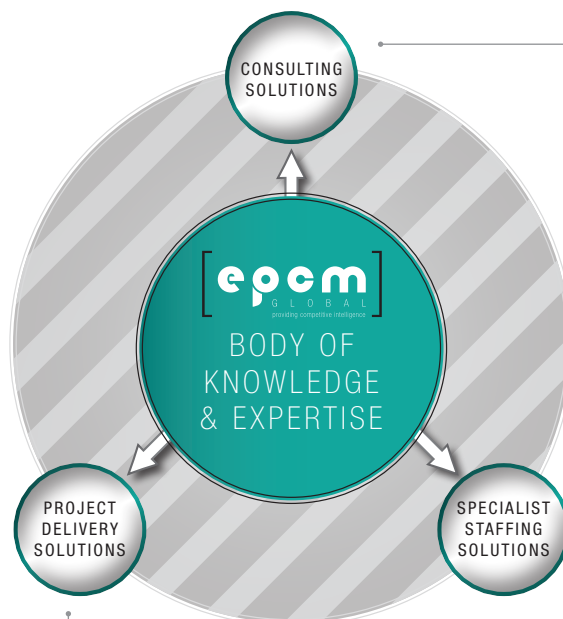 CONSULTING
SOLUTIONS
[epcm]
GLOBAL
providing competitive intelligence
BODY OF
KNOWLEDGE
& EXPERTISE
PROJECT
DELIVERY
SOLUTIONS
SPECIALIST
STAFFING
SOLUTIONS